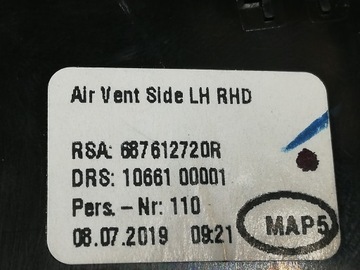 Air Vent Side LH RHD
RSA: 687612720R
DRS: 10661 00001
Pers. - Nr: 110
08.07.2019 09:21 MAP5